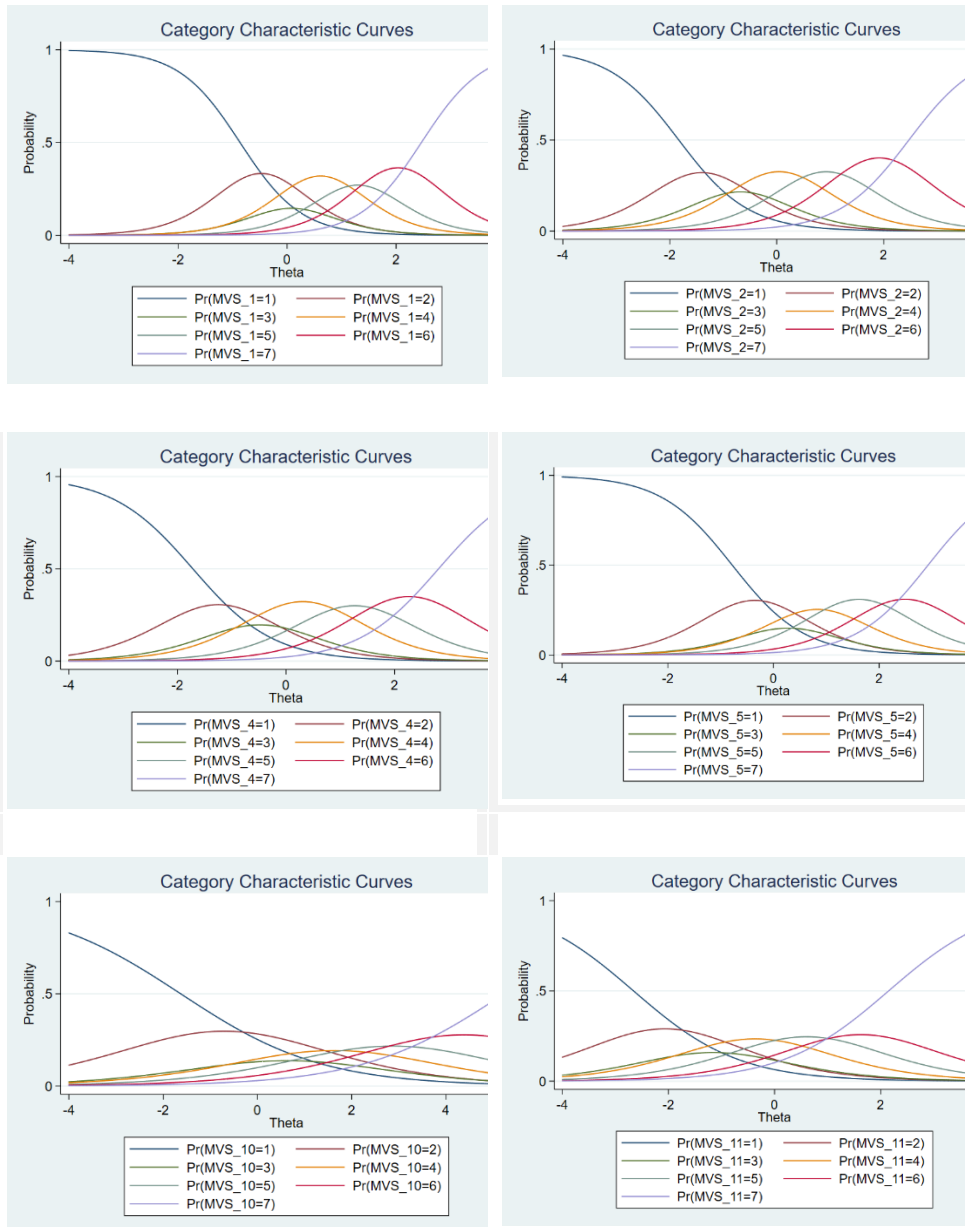 Category Characteristic Curves
1
.5
0
Probability
-4
-2
0
2
Theta
Pr(MVS_1=1)
Pr(MVS_1=2)
Pr(MVS_1=3)
Pr(MVS_1=4)
Pr(MVS_1=5)
Pr(MVS_1=6)
Pr(MVS_1=7)
Category Characteristic Curves
1
.5
0
Probability
-4
-2
0
2
Theta
Pr(MVS_2=1)
Pr(MVS_2=2)
Pr(MVS_2=3)
Pr(MVS_2=4)
Pr(MVS_2=5)
Pr(MVS_2=6)
Pr(MVS_2=7)
Category Characteristic Curves
1
.5
0
Probability
-4
-2
0
2
Theta
Pr(MVS_4=1)
Pr(MVS_4=2)
Pr(MVS_4=3)
Pr(MVS_4=4)
Pr(MVS_4=5)
Pr(MVS_4=6)
Pr(MVS_4=7)
Category Characteristic Curves
1
.5
0
Probability
-4
-2
0
2
Theta
Pr(MVS_5=1)
Pr(MVS_5=2)
Pr(MVS_5=3)
Pr(MVS_5=4)
Pr(MVS_5=5)
Pr(MVS_5=6)
Pr(MVS_5=7)
Category Characteristic Curves
1
.5
0
Probability
-4
-2
0
2
4
Theta
Pr(MVS_10=1)
Pr(MVS_10=2)
Pr(MVS_10=3)
Pr(MVS_10=4)
Pr(MVS_10=5)
Pr(MVS_10=6)
Pr(MVS_10=7)
Category Characteristic Curves
1
.5
0
Probability
-4
-2
0
2
Theta
Pr(MVS_11=1)
Pr(MVS_11=2)
Pr(MVS_11=3)
Pr(MVS_11=4)
Pr(MVS_11=5)
Pr(MVS_11=6)
Pr(MVS_11=7)